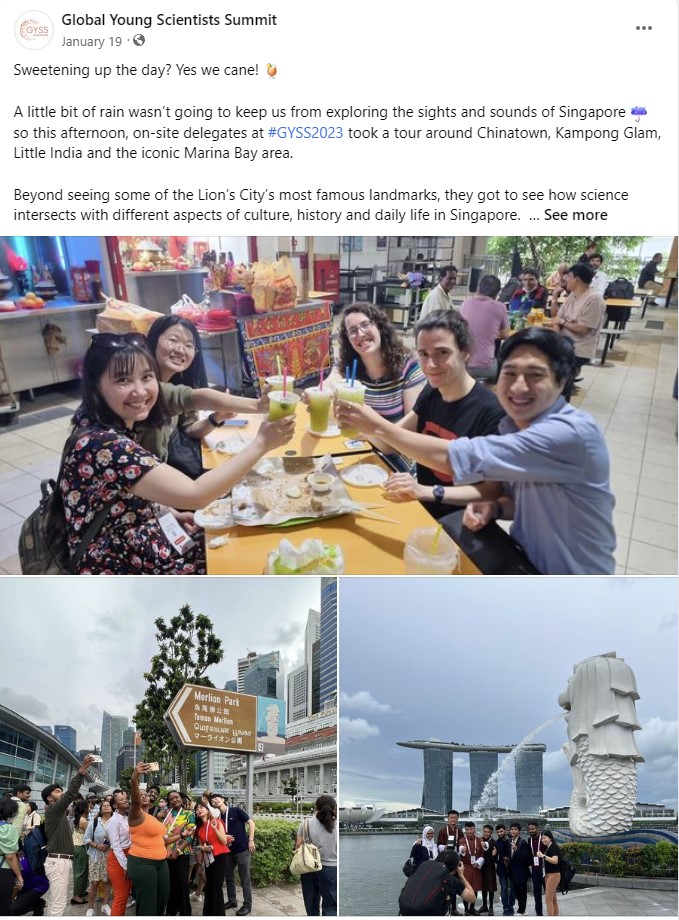 GYSS
Global Young Scientists Summit
January 19 ·
Sweetening up the day? Yes we cane!
A little bit of rain wasn't going to keep us from exploring the sights and sounds of Singapore
so this afternoon, on-site delegates at #GYSS2023 took a tour around Chinatown, Kampong Glam,
Little India and the iconic Marina Bay area.
Beyond seeing some of the Lion's City's most famous landmarks, they got to see how science
intersects with different aspects of culture, history and daily life in Singapore. ... See more
Merlion Park
魚尾獅公园
Taman Merlion
マーライオン公園